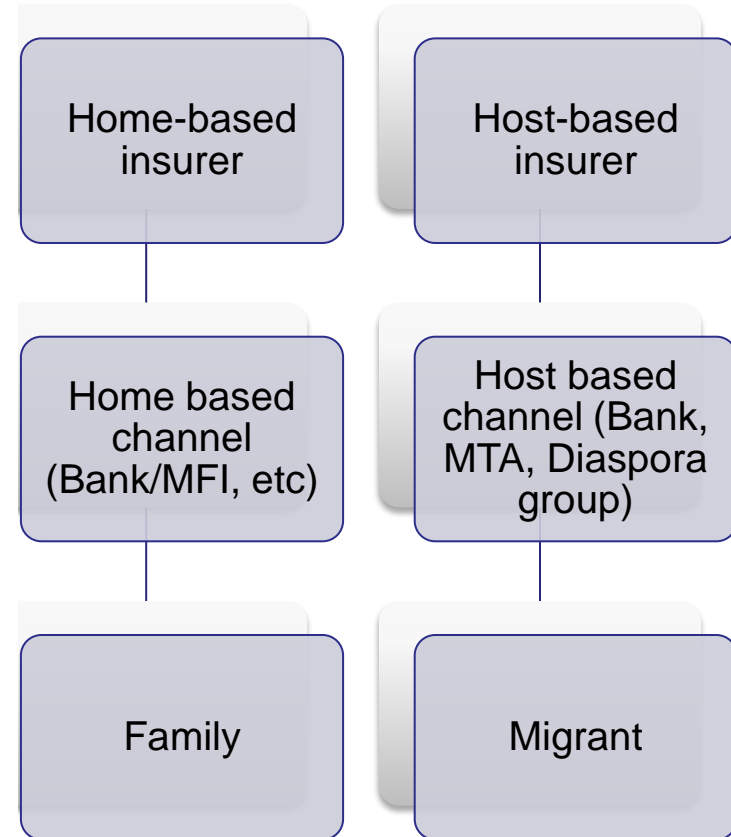 Home-based
insurer
Host-based
insurer
Home based
channel
(Bank/MFI, etc)
Host based
channel (Bank,
MTA, Diaspora
group)
Family
Migrant